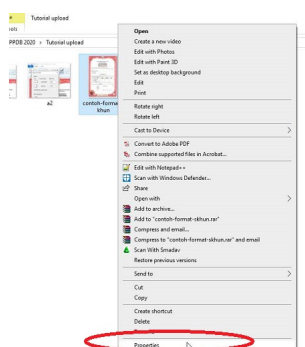 Tutorial upload
PPDB 2020 > Tutorial upload
a2
contoh-forma
khun
Open
Create a new video
Edit with Photos
Edit with Paint 3D
Set as desktop background
Edit
Print
Rotate right
Rotate left
Cast to Device
Convert to Adobe PDF
Combine supported files in Acrobat...
Edit with Notepad++
Scan with Windows Defender...
Share
Open with
Add to archive...
Add to "contoh-format-skhun.rar"
Compress and email...
Compress to "contoh-format-skhun.rar" and email
Scan With Smadav
Restore previous versions
Send to
Cut
Copy
Create shortcut
Delete
Properties